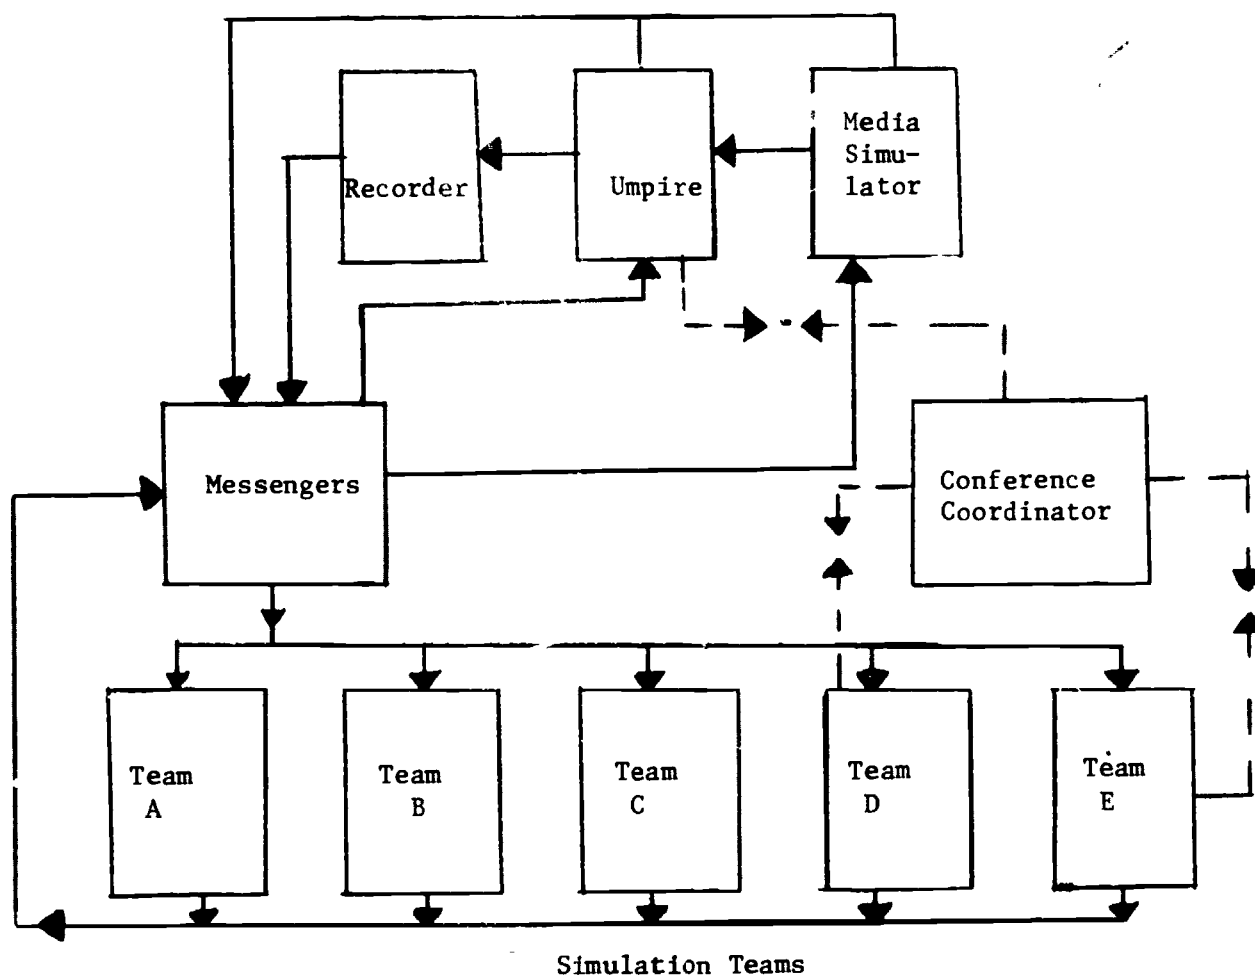 Media
Simu-
lator
Recorder
Umpire
Messengers
Conference
Coordinator
Team
A
Team
B
Team
C
Team
D
Team
E
Simulation Teams